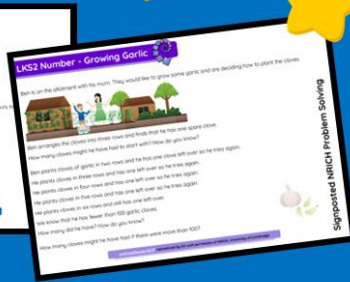 LKS2 Number - Growing Garlic
Ben is on the allotment with his mum. They would like to grow some garlic and are deciding how to plant the cloves.
Ben arranges the cloves into three rows and finds that he has one spare clove.
How many cloves might he have had to start with? How do you know?
Ben plants cloves of garlic in two rows and he has one clove left over so he tries again.
He plants cloves in three rows and has one left over so he tries again.
He plants cloves in four rows and has one left over so he tries again.
He plants cloves in five rows and has one left over so he tries again.
He plants cloves in six rows and still has one left over.
We know that he has fewer than 100 garlic cloves.
How many did he have? How do you know?
How many cloves might he have had if there were more than 100?
Signposted NRICH Problem Solving